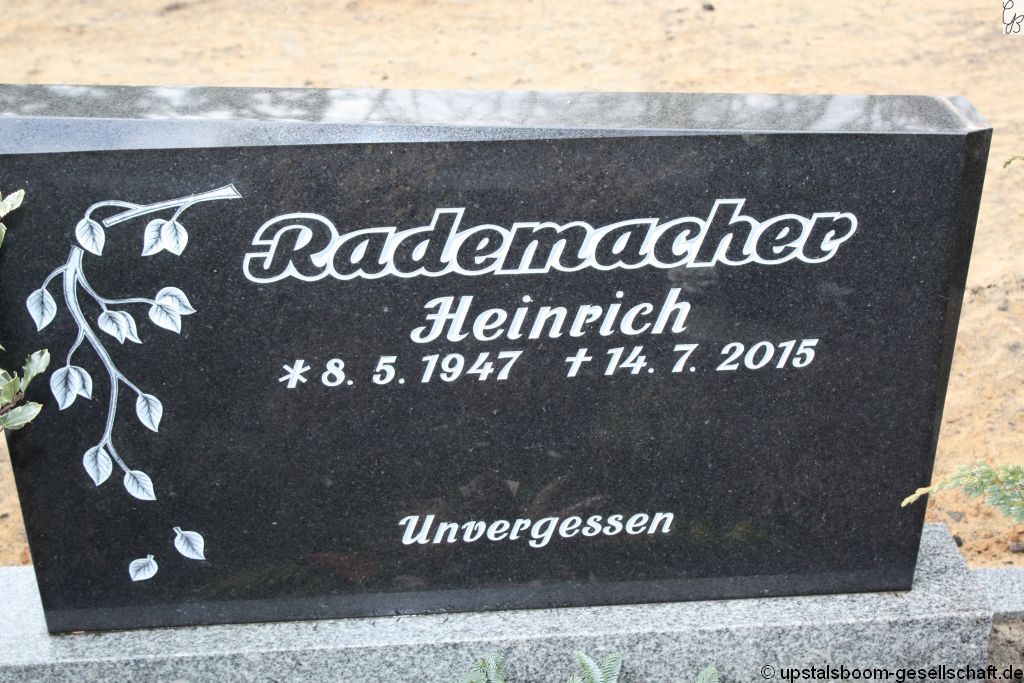 Rademacher
Heinrich
* 8. 5. 1947 † 14. 7. 2015
Unvergessen
© upstalsboom-gesellschaft.de